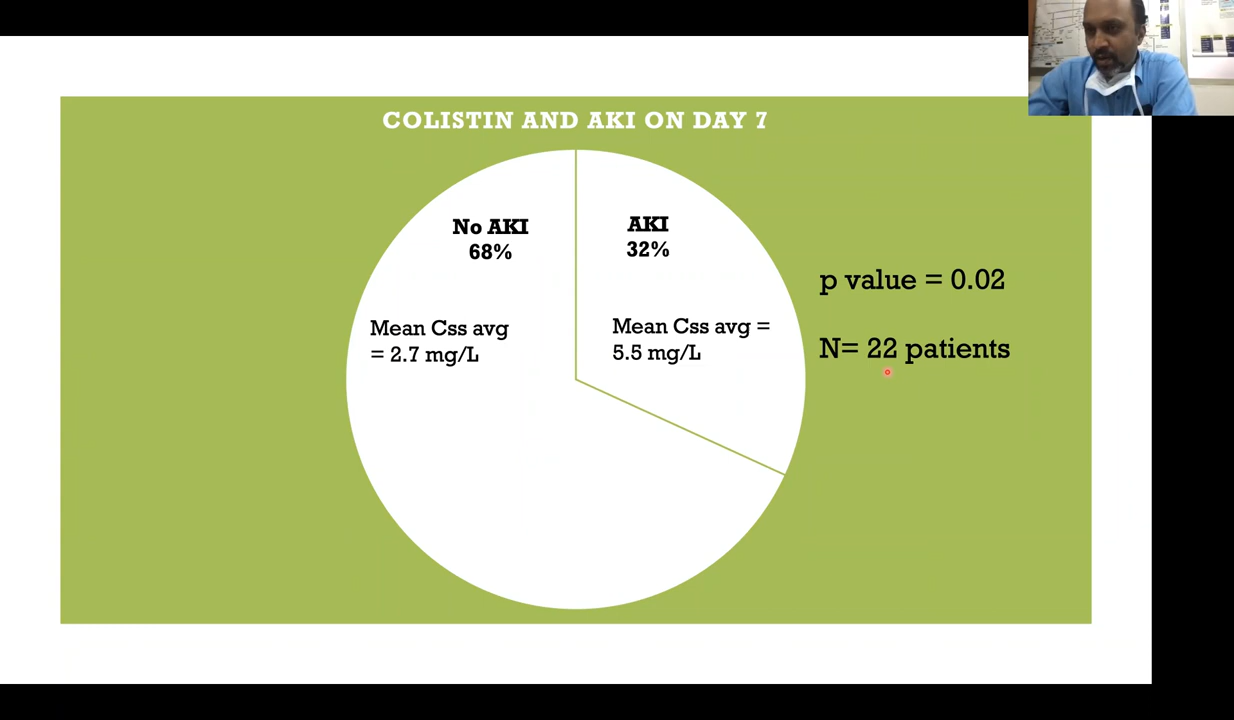 COLISTIN AND AKI ON DAY 7
No AKI
68%
Mean Css avg
= 2.7 mg/L
AKI
32%
Mean Css avg =
5.5 mg/L
p value = 0.02
N= 22 patients